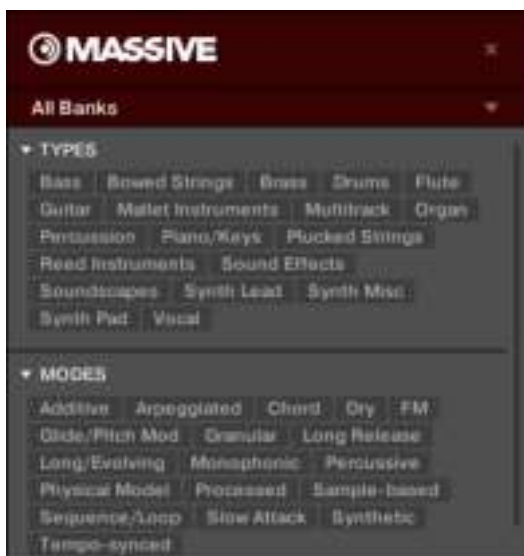 MASSIVE
All Banks
TYPES
Bass Bowed Strings Brass Drums Flute
Guitar Mallet Instruments Multitrack Organ
Percussion Piano/Keys Plucked Strings
Reed Instruments Sound Effects
Soundscapes Synth Lead Synth Misc
Synth Pad Vocal
MODES
Additive Arpeggiated Chord Dry FM
Glide/Pitch Mod Granular Long Release
Long/Evolving Monophonic Percussive
Physical Model Processed Sample-based
Sequence/Loop Slow Attack Synthetic
Tempo-synced